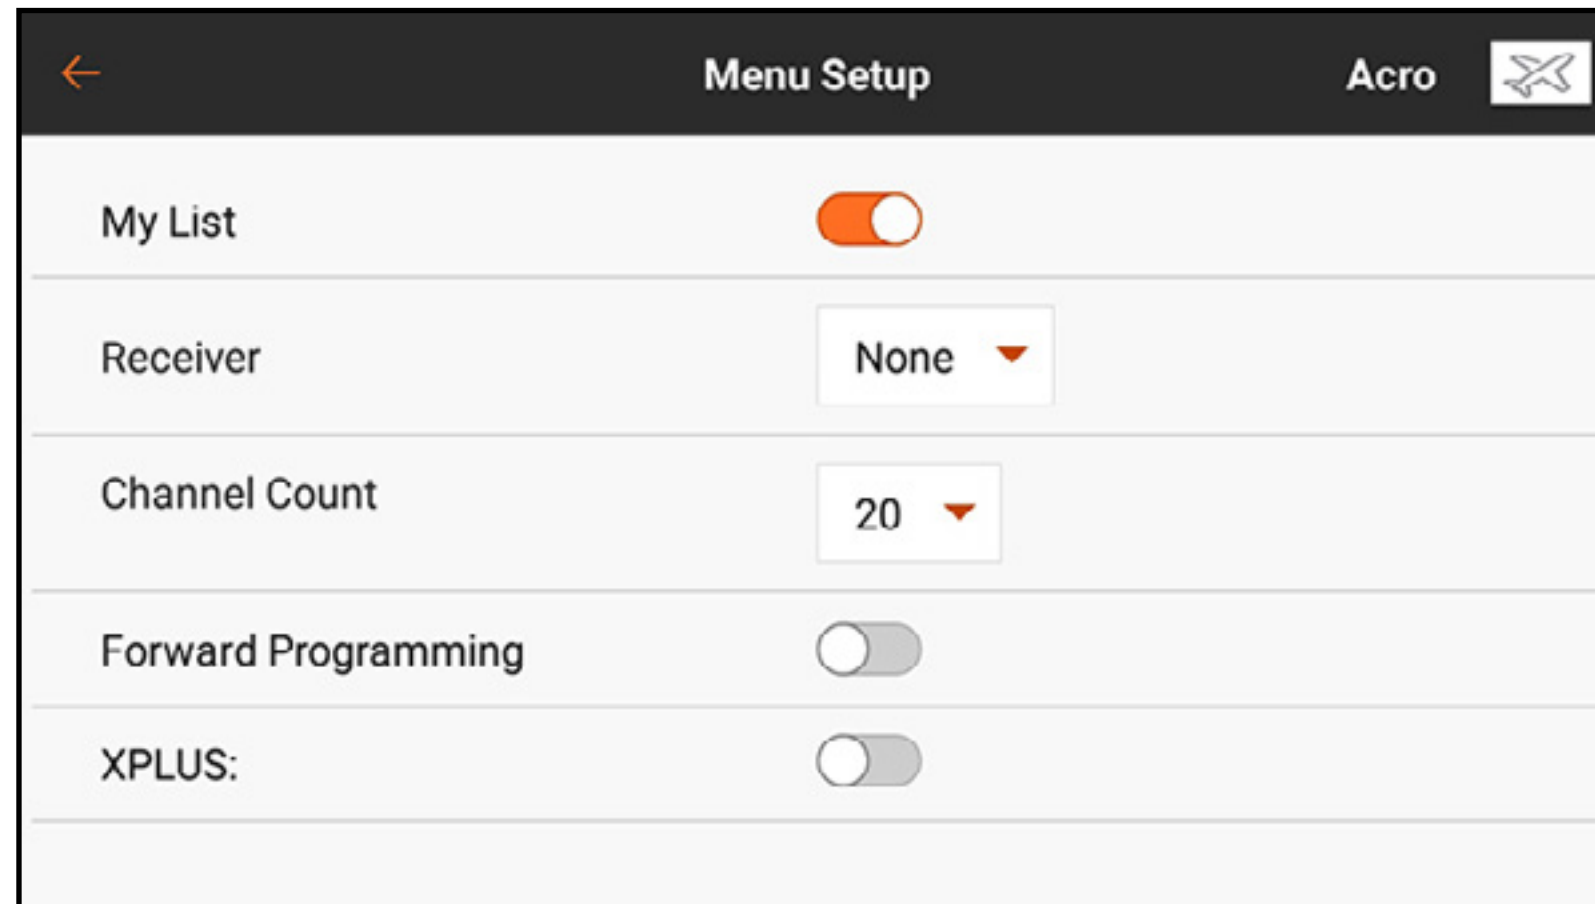 Menu Setup Acro
My List
Receiver None
Channel Count 20
Forward Programming
XPLUS: